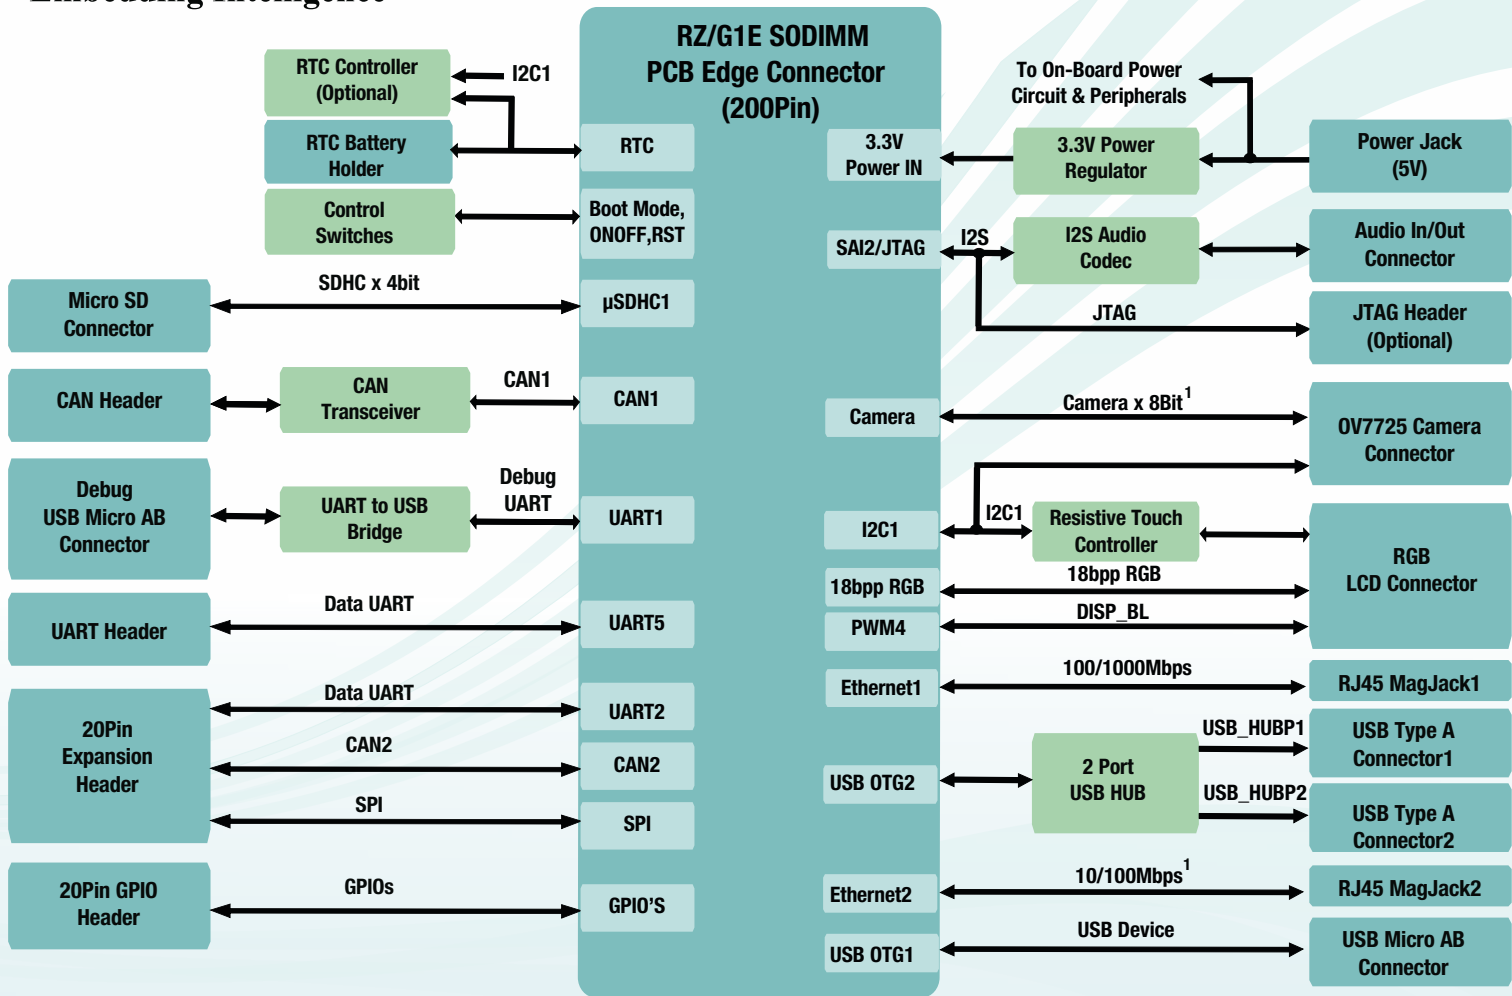 Embedding Intelligence
RZ/G1E SODIMM
PCB Edge Connector
(200Pin)
RTC Controller
(Optional)
I2C1
RTC Battery
Holder
RTC
Control
Switches
Boot Mode,
ONOFF,RST
Micro SD
Connector
SDHC x 4bit
µSDHC1
CAN Header
CAN
Transceiver
CAN1
CAN1
Debug
USB Micro AB
Connector
UART to USB
Bridge
Debug
UART
UART1
UART Header
Data UART
UART5
20Pin
Expansion
Header
Data UART
UART2
CAN2
CAN2
SPI
SPI
20Pin GPIO
Header
GPIOs
GPIO'S
To On-Board Power
Circuit & Peripherals
3.3V
Power IN
3.3V Power
Regulator
Power Jack
(5V)
SAI2/JTAG
I2S
I2S Audio
Codec
Audio In/Out
Connector
JTAG
JTAG Header
(Optional)
Camera
Camera x 8Bit1
OV7725 Camera
Connector
I2C1
I2C1
Resistive Touch
Controller
RGB
LCD Connector
18bpp RGB
18bpp RGB
PWM4
DISP_BL
Ethernet1
100/1000Mbps
RJ45 MagJack1
USB OTG2
2 Port
USB HUB
USB_HUBP1
USB Type A
Connector1
USB_HUBP2
USB Type A
Connector2
Ethernet2
10/100Mbps1
RJ45 MagJack2
USB OTG1
USB Device
USB Micro AB
Connector